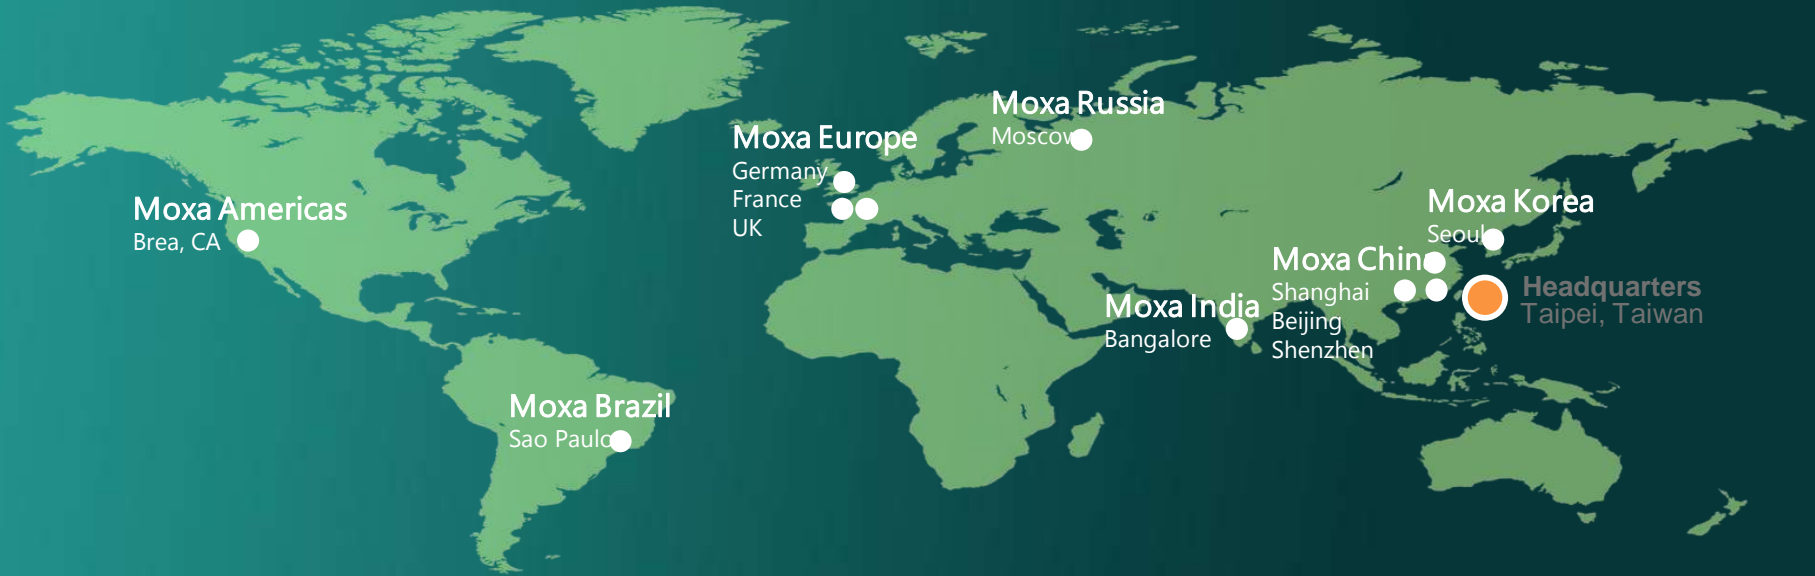 Moxa Americas
Brea, CA
Moxa Brazil
Sao Paulo
Moxa Europe
Germany
France
UK
Moxa Russia
Moscow
Moxa India
Bangalore
Moxa China
Shanghai
Beijing
Shenzhen
Moxa Korea
Seoul
Headquarters
Taipei, Taiwan